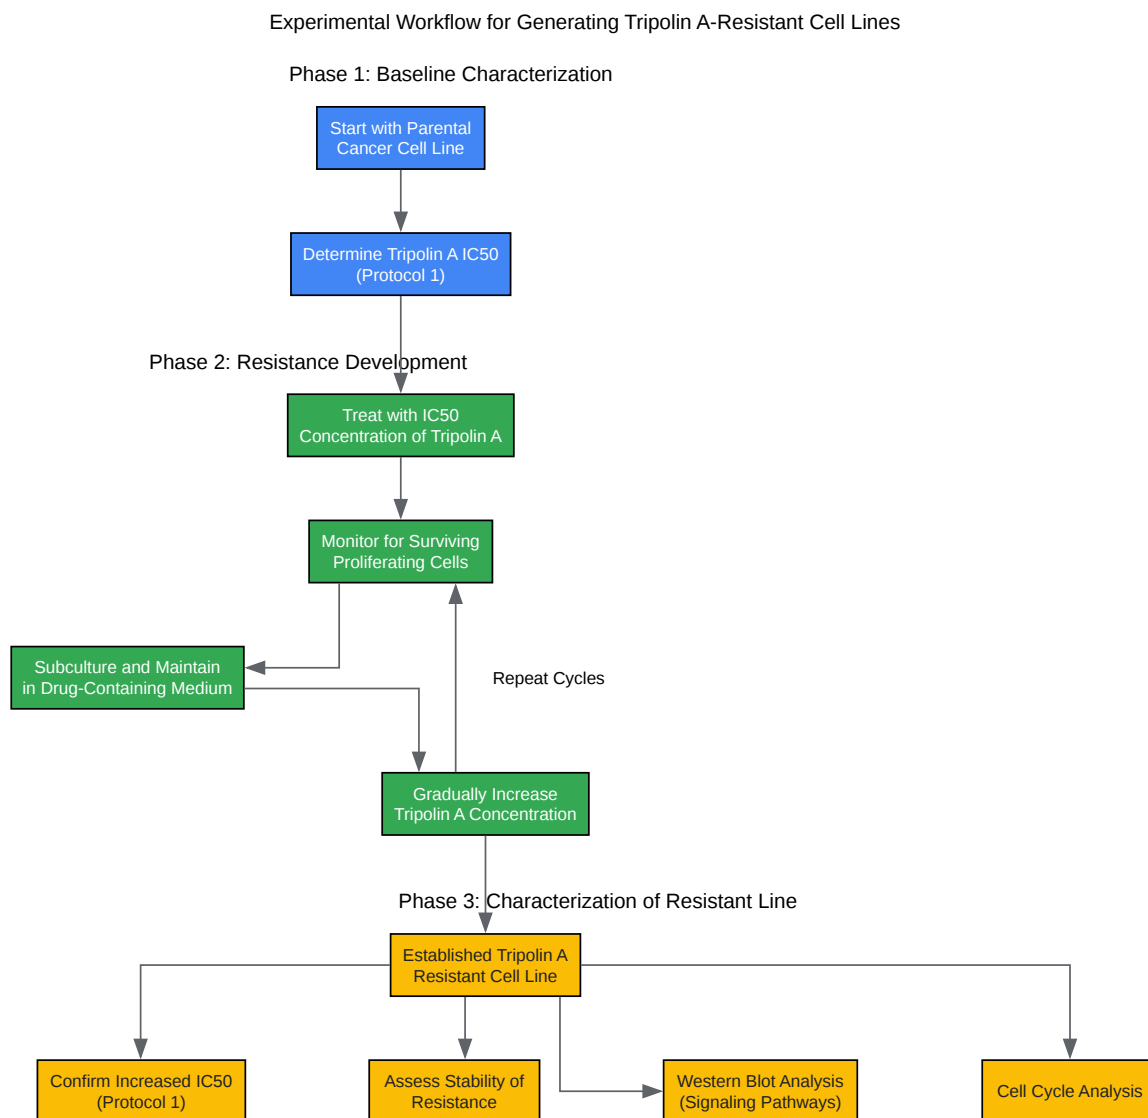 Experimental Workflow for Generating Tripolin A-Resistant Cell Lines
Phase 1: Baseline Characterization
Start with Parental
Cancer Cell Line
Determine Tripolin A IC50
(Protocol 1)
Phase 2: Resistance Development
Treat with IC50
Concentration of Tripolin A
Monitor for Surviving
Proliferating Cells
Subculture and Maintain
in Drug-Containing Medium
Repeat Cycles
Gradually Increase
Tripolin A Concentration
Phase 3: Characterization of Resistant Line
Established Tripolin A
Resistant Cell Line
Confirm Increased IC50
(Protocol 1)
Assess Stability of
Resistance
Western Blot Analysis
(Signaling Pathways)
Cell Cycle Analysis